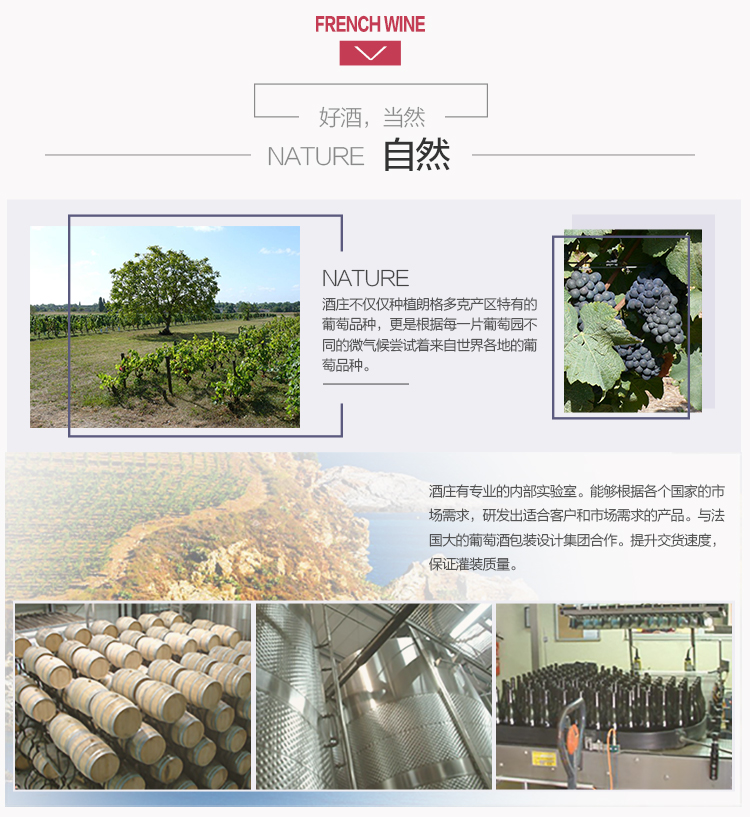 FRENCH WINE
好酒，当然
NATURE 自然
NATURE
酒庄不仅仅种植朗格多克产区特有的
葡萄品种，更是根据每一片葡萄园不
同的微气候尝试着来自世界各地的葡
萄品种。
酒庄有专业的内部实验室。能够根据各个国家的市
场需求，研发出适合客户和市场需求的产品。与法
国大的葡萄酒包装设计集团合作。提升交货速度，
保证灌装质量。